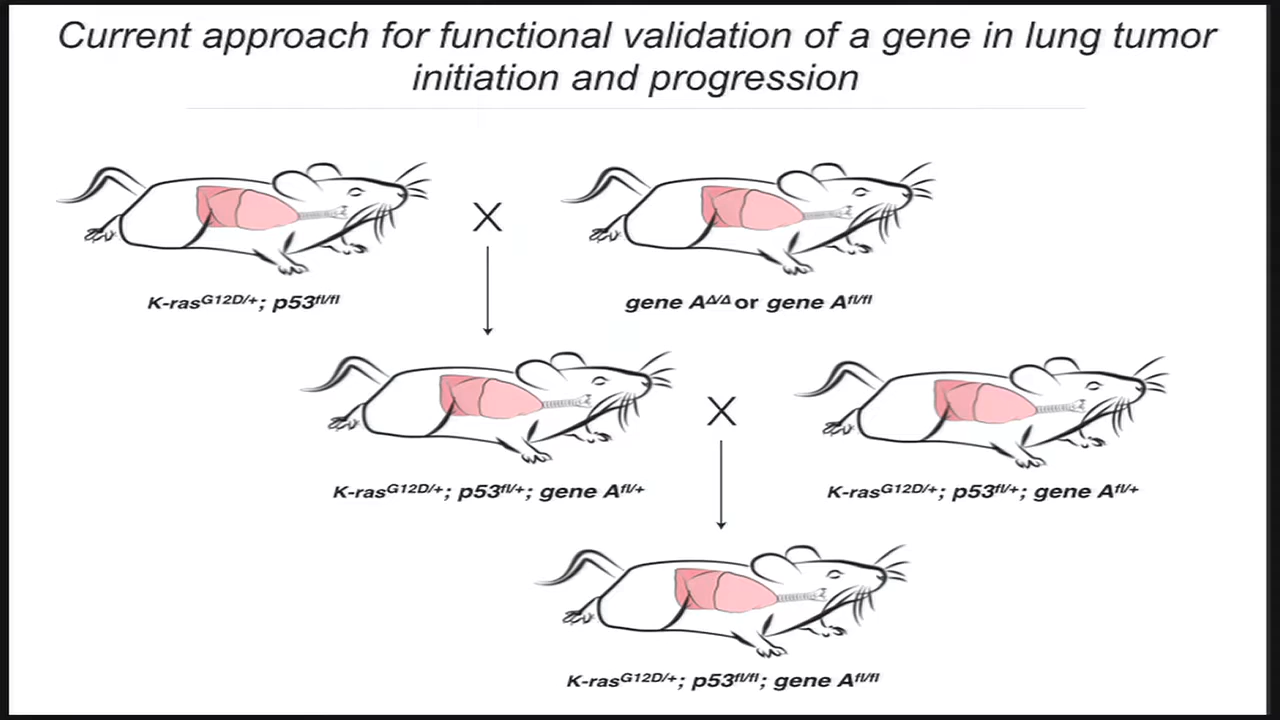 Current approach for functional validation of a gene in lung tumor
initiation and progression
X
K-rasG12D/+; p53fl/fl
gene AΔ/Δ or gene Afl/fl
X
K-rasG12D/+; p53fl/+; gene Afl/+
K-rasG12D/+; p53fl/+; gene Afl/+
K-rasG12D/+; p53fl/fl; gene Afl/fl